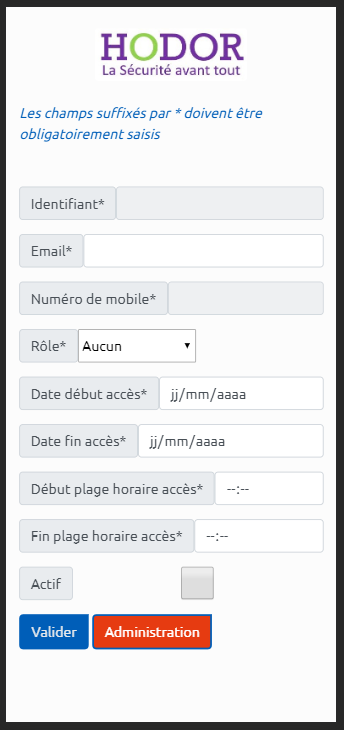 HODOR
La Sécurité avant tout
Les champs suffixés par * doivent être
obligatoirement saisis
Identifiant*
Email*
Numéro de mobile*
Rôle* Aucun
Date début accès* jj/mm/aaaa
Date fin accès* jj/mm/aaaa
Début plage horaire accès* --:--
Fin plage horaire accès* --:--
Actif
Valider Administration